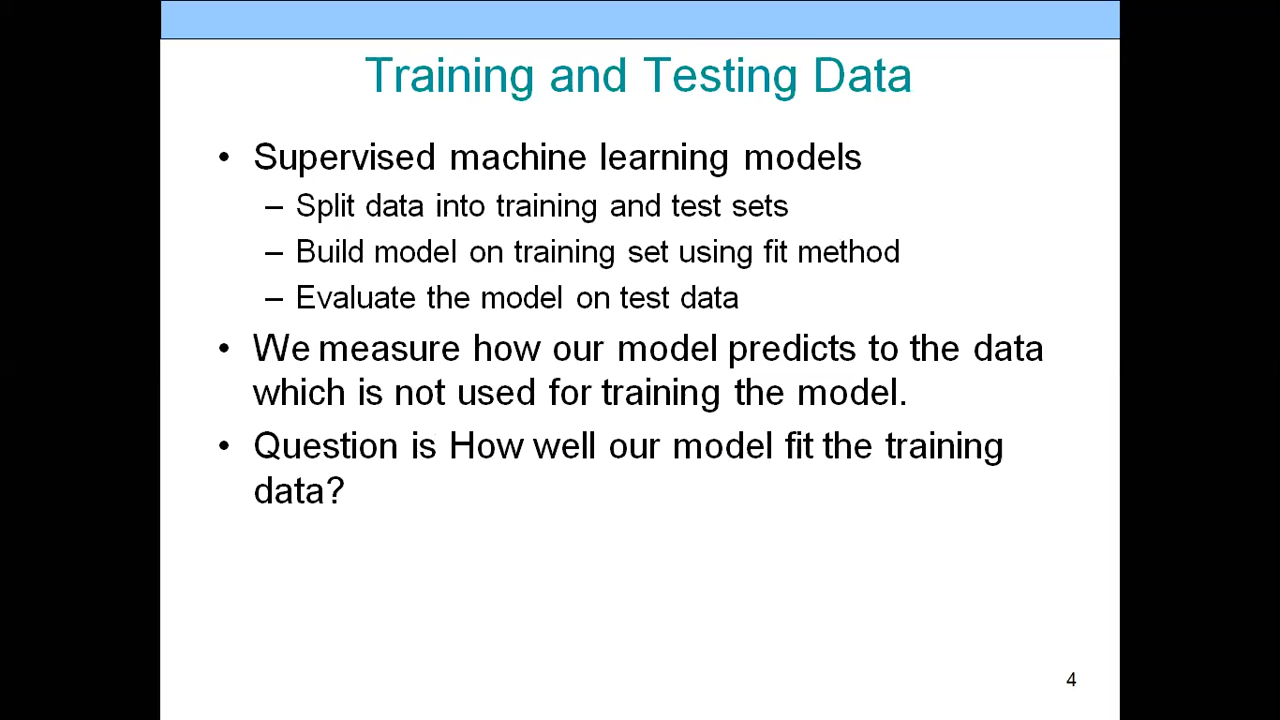 Training and Testing Data
• Supervised machine learning models
– Split data into training and test sets
– Build model on training set using fit method
– Evaluate the model on test data
• We measure how our model predicts to the data
which is not used for training the model.
• Question is How well our model fit the training
data?
4